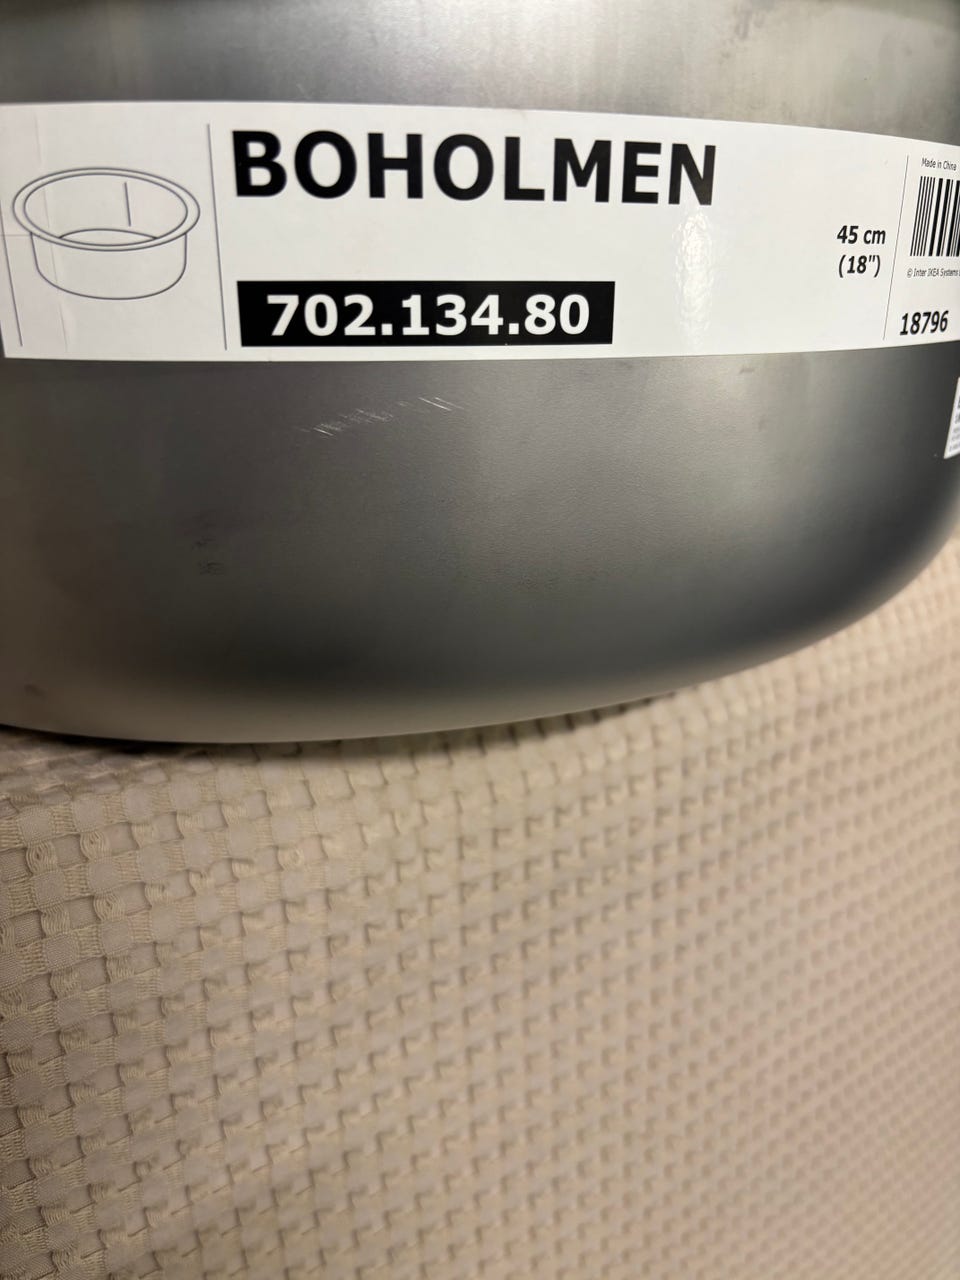 BOHOLMEN
702.134.80
45 cm
(18")
Made in China
© Inter IKEA Systems
18796